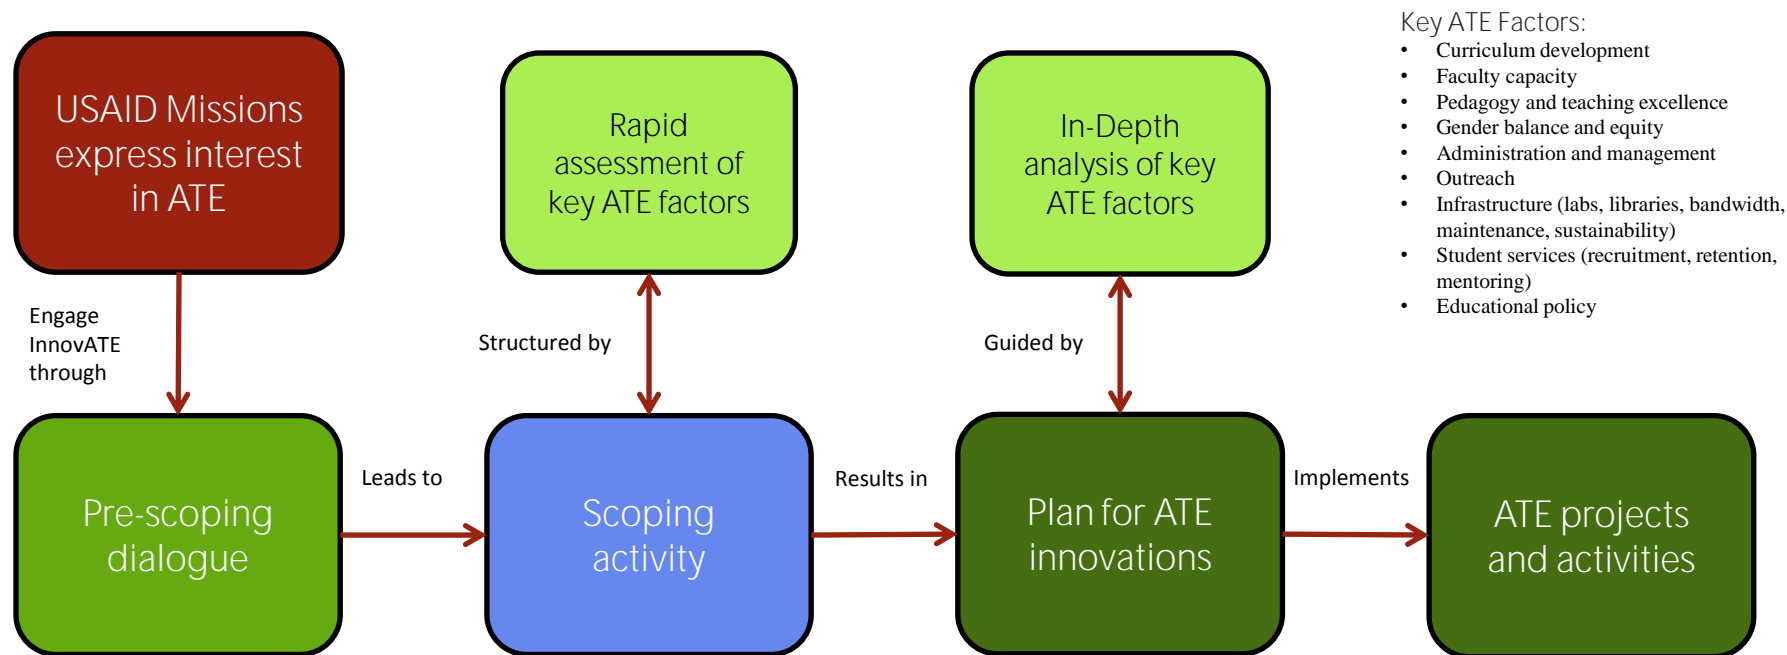 USAID Missions
express interest
in ATE
Rapid
assessment of
key ATE factors
In-Depth
analysis of key
ATE factors
Key ATE Factors:
• Curriculum development
• Faculty capacity
• Pedagogy and teaching excellence
• Gender balance and equity
• Administration and management
• Outreach
• Infrastructure (labs, libraries, bandwidth,
maintenance, sustainability)
• Student services (recruitment, retention,
mentoring)
• Educational policy
Engage
InnovATE
through
Structured by
Guided by
Pre-scoping
dialogue
Leads to
Scoping
activity
Results in
Plan for ATE
innovations
Implements
ATE projects
and activities